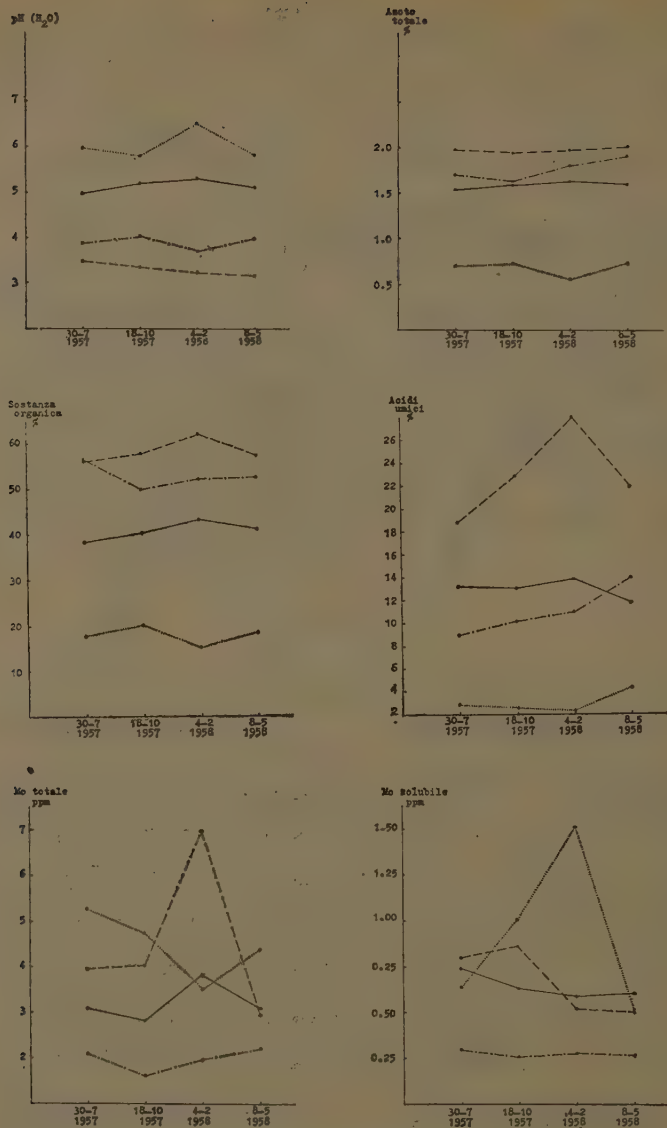 pH (H₂O)
7
6
5
4
3
30-7 18-10 4-2 8-5
1957 1957 1958 1958
Azoto
totale
%
2.0
1.5
1.0
0.5
30-7 18-10 4-2 8-5
1957 1957 1958 1958
Sostanza
organica
%
60
50
40
30
20
10
30-7 18-10 4-2 8-5
1957 1957 1958 1958
Acidi
umici
%
26
24
22
20
18
16
14
12
10
8
6
4
2
30-7 18-10 4-2 8-5
1957 1957 1958 1958
Mo totale
ppm
7
6
5
4
3
2
30-7 18-10 4-2 8-5
1957 1957 1958 1958
Mo solubile
ppm
1.50
1.25
1.00
0.25
0.50
0.25
30-7 18-10 4-2 8-5
1957 1957 1958 1958